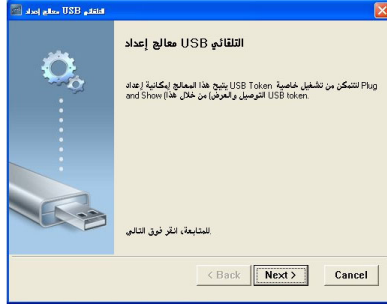 معالج إعداد USB التلقائي
التلقائي USB معالج إعداد
Plug لتتمكن من تشغيل خاصية USB Token يتيح هذا المعالج إمكانية إعداد
and Show (التوصيل والعرض) من خلال هذا USB token.
للمتابعة، انقر فوق التالي.
< Back
Next >
Cancel